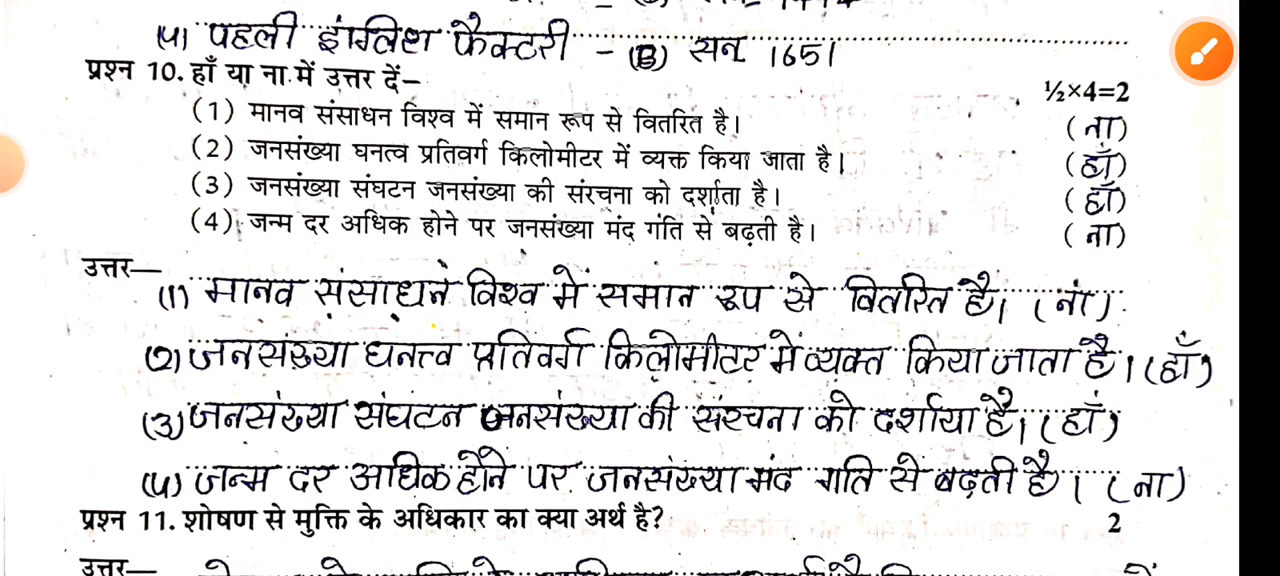 (4) पहली इंग्लिश फैक्टरी – (B) सन् 1651
प्रश्न 10. हाँ या ना में उत्तर दें– ½×4=2
(1) मानव संसाधन विश्व में समान रूप से वितरित है। (ना)
(2) जनसंख्या घनत्व प्रतिवर्ग किलोमीटर में व्यक्त किया जाता है। (हाँ)
(3) जनसंख्या संघटन जनसंख्या की संरचना को दर्शाता है। (हाँ)
(4) जन्म दर अधिक होने पर जनसंख्या मंद गति से बढ़ती है। (ना)
उत्तर—
(1) मानव संसाधन विश्व में समान रूप से वितरित है। (ना)
(2) जनसंख्या घनत्व प्रतिवर्ग किलोमीटर में व्यक्त किया जाता है। (हाँ)
(3) जनसंख्या संघटन जनसंख्या की संरचना को दर्शाया है। (हाँ)
(4) जन्म दर अधिक होने पर जनसंख्या मंद गति से बढ़ती है। (ना)
प्रश्न 11. शोषण से मुक्ति के अधिकार का क्या अर्थ है? 2
उत्तर—